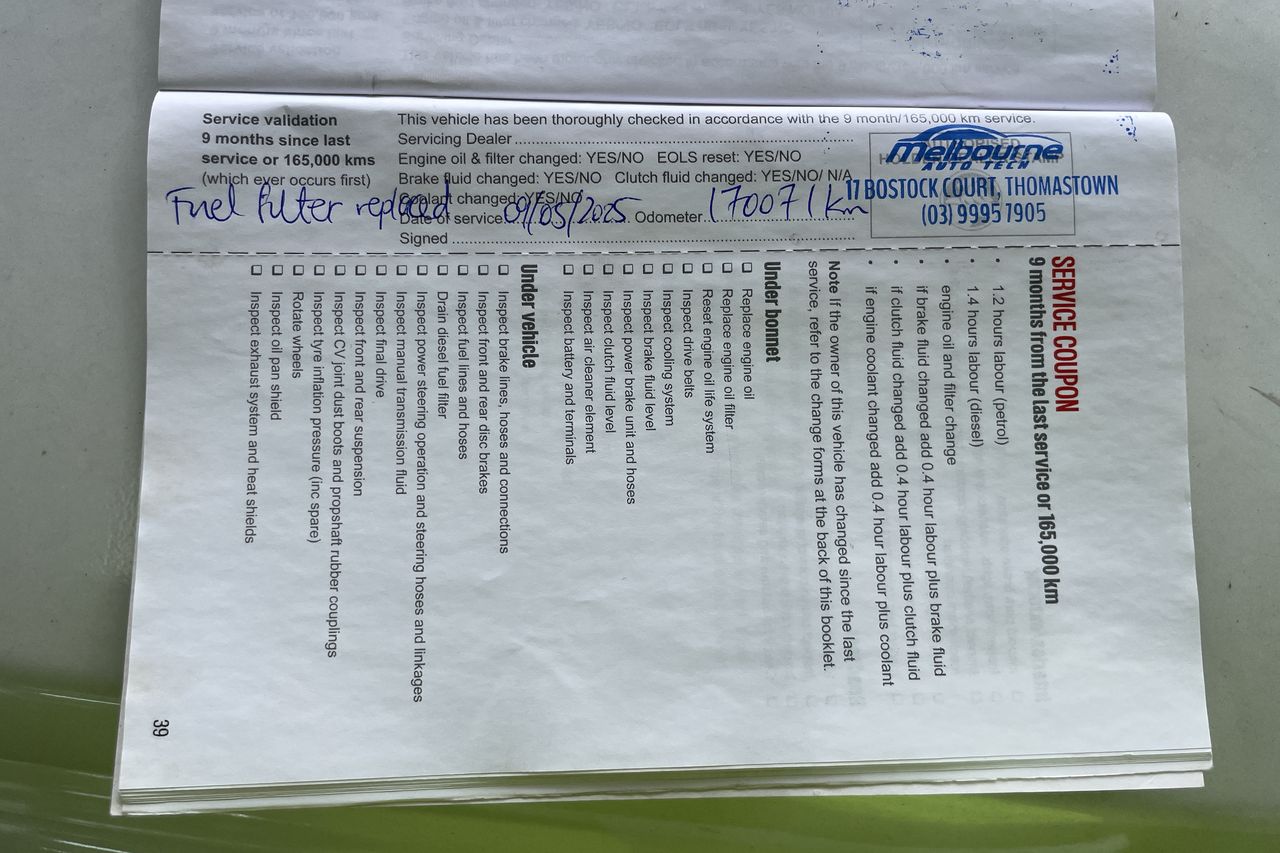 Service validation
9 months since last
service or 165,000 kms
(which ever occurs first)
Fuel Filter replaced
This vehicle has been thoroughly checked in accordance with the 9 month/165,000 km service.
Servicing Dealer
Engine oil & filter changed: YES/NO EOLS reset: YES/NO
Brake fluid changed: YES/NO Clutch fluid changed: YES/NO/ N/A
Coolant changed: YES/NO
Date of service 09/05/2025 Odometer 170071 km
Signed
Melbourne
AUTO TECH
17 BOSTOCK COURT, THOMASTOWN
(03) 9995 7905
SERVICE COUPON
9 months from the last service or 165,000 km
• 1.2 hours labour (petrol)
• 1.4 hours labour (diesel)
• engine oil and filter change
• if brake fluid changed add 0.4 hour labour plus brake fluid
• if clutch fluid changed add 0.4 hour labour plus clutch fluid
• if engine coolant changed add 0.4 hour labour plus coolant
Note If the owner of this vehicle has changed since the last
service, refer to the change forms at the back of this booklet.
Under bonnet
❑ Replace engine oil
❑ Replace engine oil filter
❑ Reset engine oil life system
❑ Inspect drive belts
❑ Inspect cooling system
❑ Inspect brake fluid level
❑ Inspect power brake unit and hoses
❑ Inspect clutch fluid level
❑ Inspect air cleaner element
❑ Inspect battery and terminals
Under vehicle
❑ Inspect brake lines, hoses and connections
❑ Inspect front and rear disc brakes
❑ Inspect fuel lines and hoses
❑ Drain diesel fuel filter
❑ Inspect power steering operation and steering hoses and linkages
❑ Inspect manual transmission fluid
❑ Inspect final drive
❑ Inspect front and rear suspension
❑ Inspect CV joint dust boots and propshaft rubber couplings
❑ Inspect tyre inflation pressure (inc spare)
❑ Rotate wheels
❑ Inspect oil pan shield
❑ Inspect exhaust system and heat shields
39